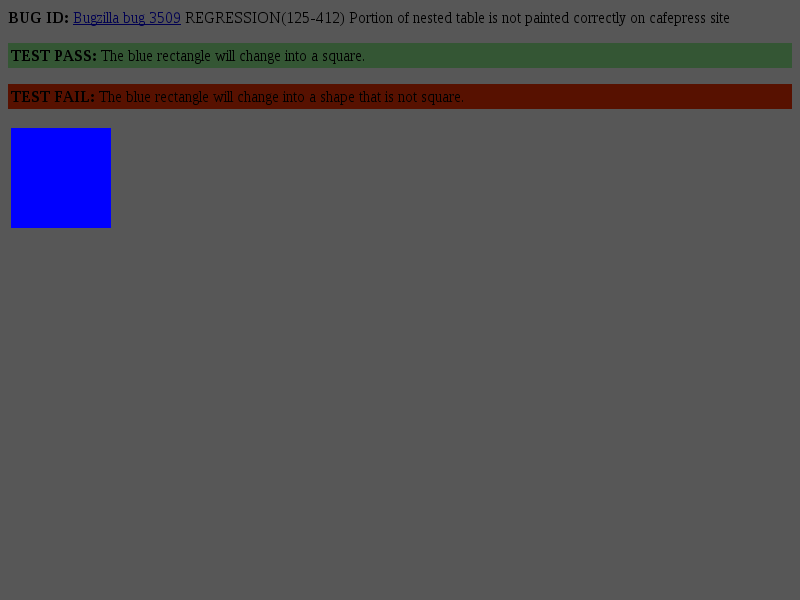 BUG ID: Bugzilla bug 3509 REGRESSION(125-412) Portion of nested table is not painted correctly on cafepress site
TEST PASS: The blue rectangle will change into a square.
TEST FAIL: The blue rectangle will change into a shape that is not square.